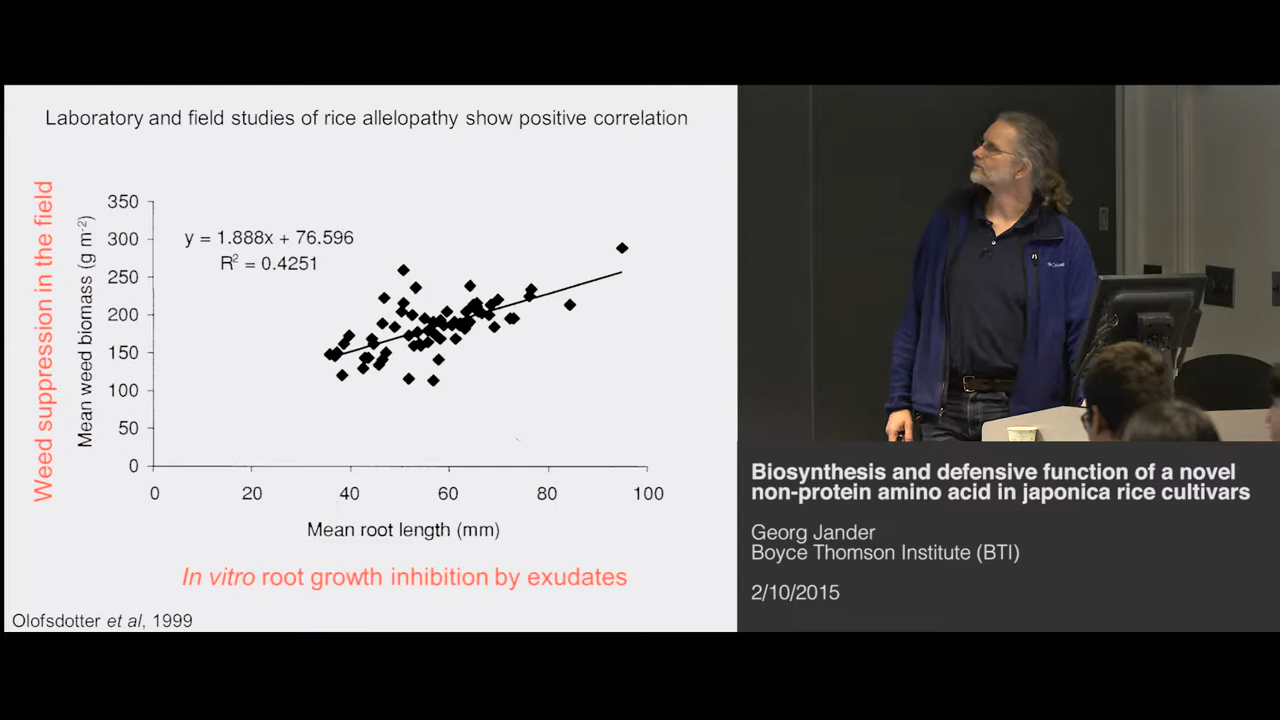 Laboratory and field studies of rice allelopathy show positive correlation
Weed suppression in the field
Mean weed biomass (g m-2)
350
300
250
200
150
100
50
0
y = 1.888x + 76.596
R2 = 0.4251
0 20 40 60 80 100
Mean root length (mm)
In vitro root growth inhibition by exudates
Olofsdotter et al, 1999
Biosynthesis and defensive function of a novel
non-protein amino acid in japonica rice cultivars
Georg Jander
Boyce Thomson Institute (BTI)
2/10/2015